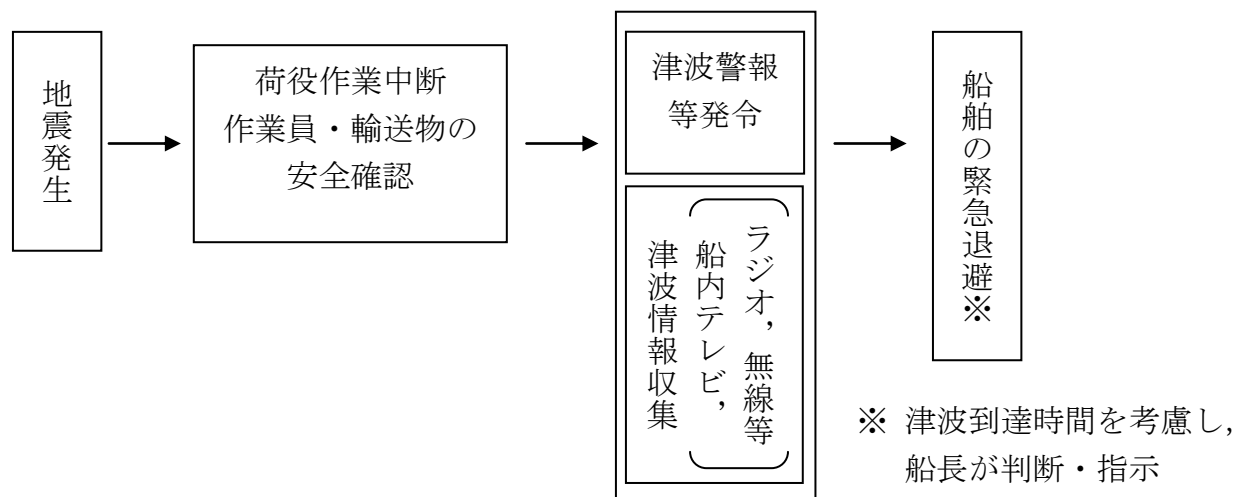 地震発生
荷役作業中断
作業員・輸送物の
安全確認
津波警報
等発令
ラジオ，無線等
船内テレビ，
津波情報収集
船舶の緊急退避※
※ 津波到達時間を考慮し，
船長が判断・指示